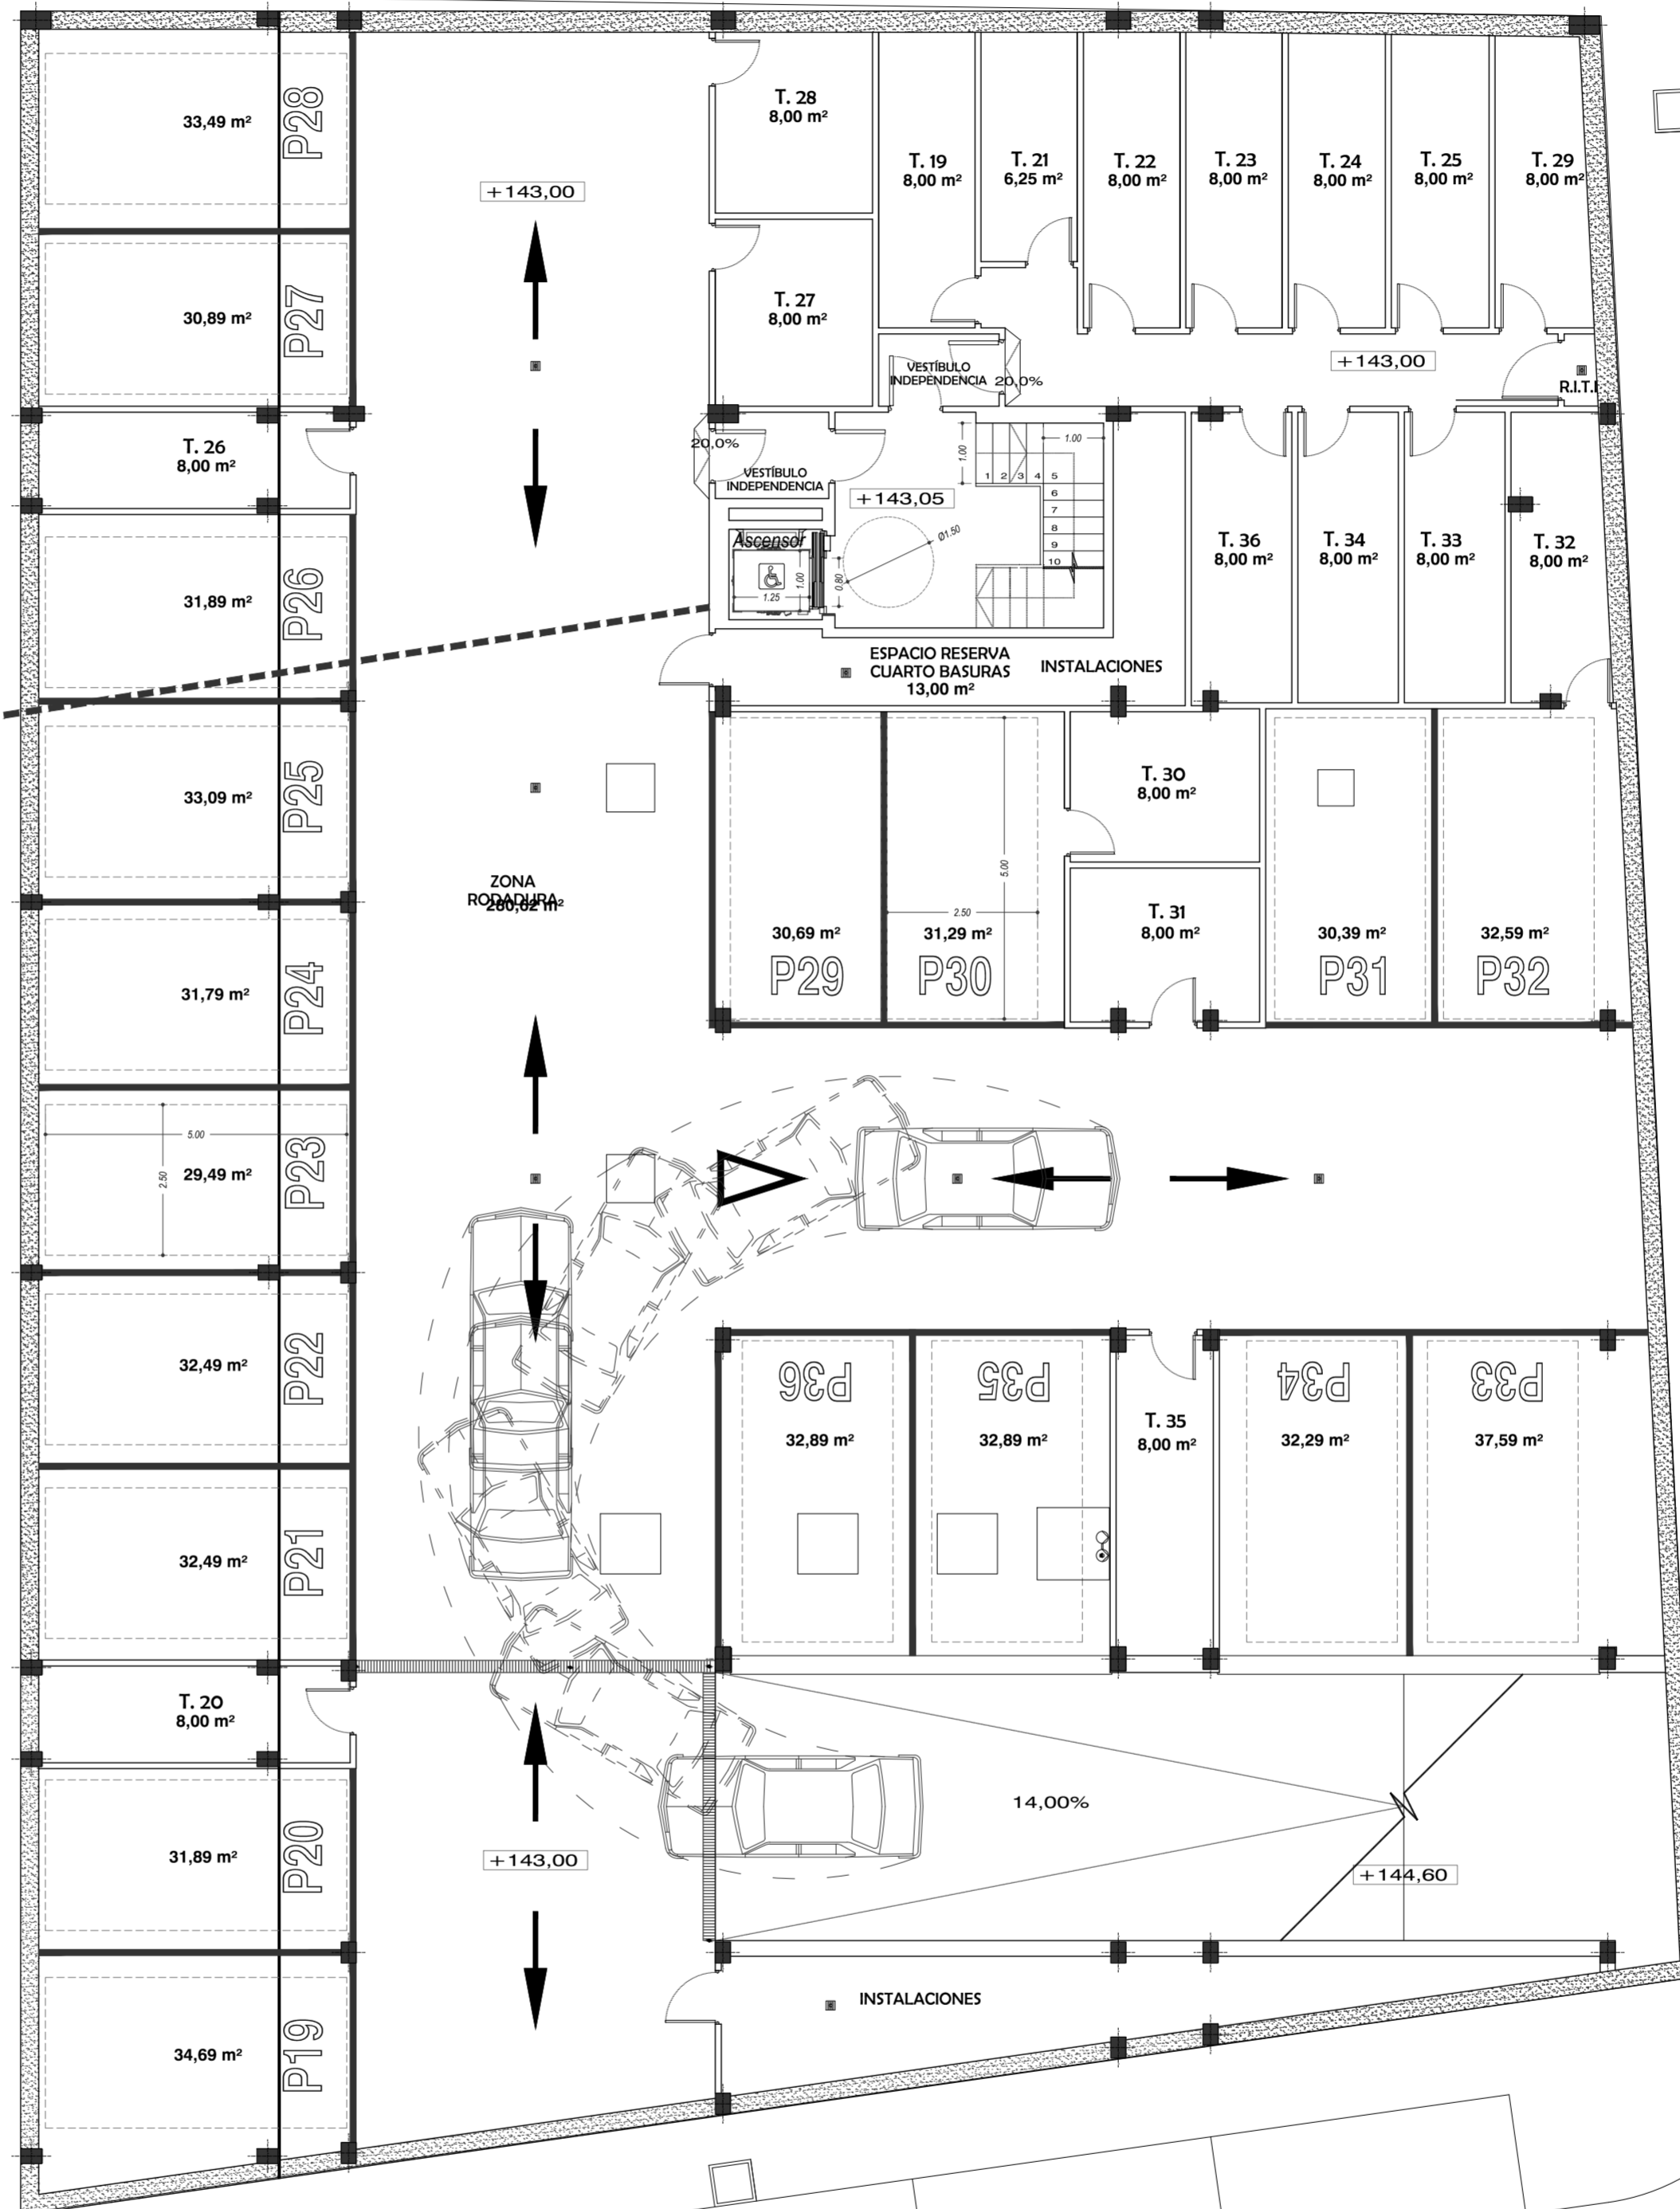 33,49 m²
P28
+143,00
T. 28
8,00 m²
T. 19
8,00 m²
T. 21
6,25 m²
T. 22
8,00 m²
T. 23
8,00 m²
T. 24
8,00 m²
T. 25
8,00 m²
T. 29
8,00 m²
30,89 m²
P27
T. 27
8,00 m²
VESTÍBULO
INDEPENDENCIA
20,0%
+143,00
R.I.T.I
T. 26
8,00 m²
20,0%
VESTÍBULO
INDEPENDENCIA
+143,05
1.00
1.00
1 2 3 4 5
6
7
8
9
10
Ø1.50
Ascensor
1.00
1.25
0.80
T. 36
8,00 m²
T. 34
8,00 m²
T. 33
8,00 m²
T. 32
8,00 m²
31,89 m²
P26
ESPACIO RESERVA
CUARTO BASURAS
13,00 m²
INSTALACIONES
33,09 m²
P25
ZONA
RODADURA
280,62 m²
T. 30
8,00 m²
5.00
2.50
30,69 m²
P29
31,29 m²
P30
T. 31
8,00 m²
30,39 m²
P31
32,59 m²
P32
31,79 m²
P24
5.00
2.50
29,49 m²
P23
32,49 m²
P22
P36
32,89 m²
P35
32,89 m²
T. 35
8,00 m²
P34
32,29 m²
P33
37,59 m²
32,49 m²
P21
T. 20
8,00 m²
14,00%
31,89 m²
P20
+143,00
+144,60
INSTALACIONES
34,69 m²
P19